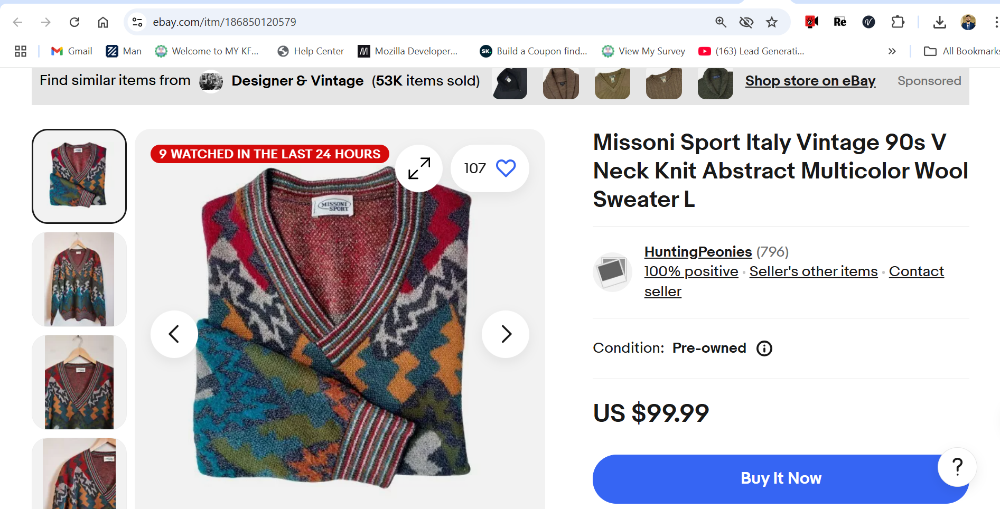 ebay.com/itm/186850120579
Gmail
Man
Welcome to MY KF...
Help Center
Mozilla Developer...
SK.
Build a Coupon find...
View My Survey
(163) Lead Generati...
All Bookmarks
Re
Find similar items from
Designer & Vintage (53K items sold)
Shop store on eBay
Sponsored
9 WATCHED IN THE LAST 24 HOURS
107
MISSONI
SPORT
Missoni Sport Italy Vintage 90s V
Neck Knit Abstract Multicolor Wool
Sweater L
HuntingPeonies (796)
100% positive • Seller's other items • Contact
seller
Condition: Pre-owned
US $99.99
Buy It Now
?